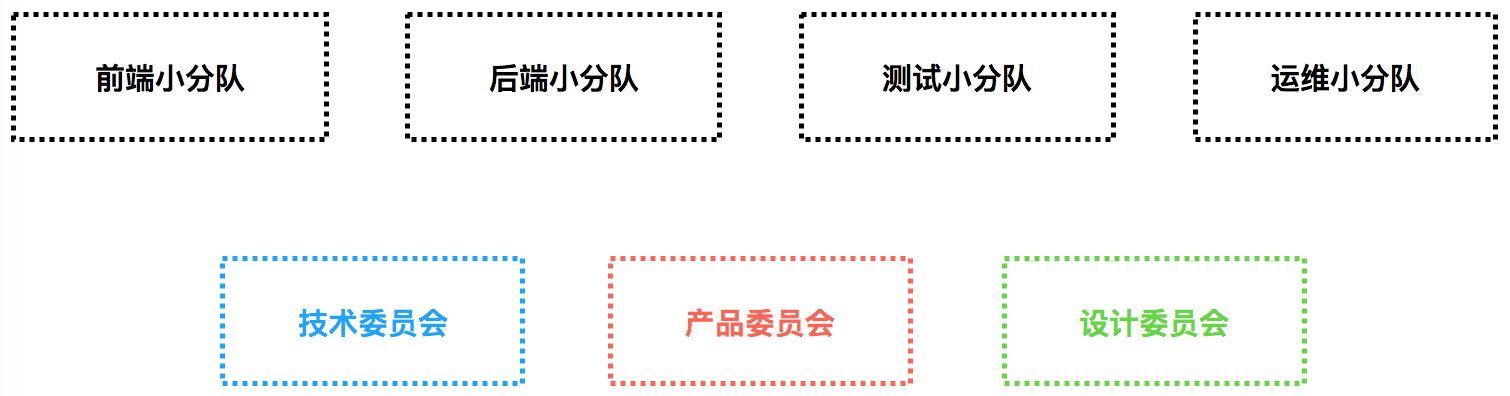 前端小分队
后端小分队
测试小分队
运维小分队
技术委员会
产品委员会
设计委员会